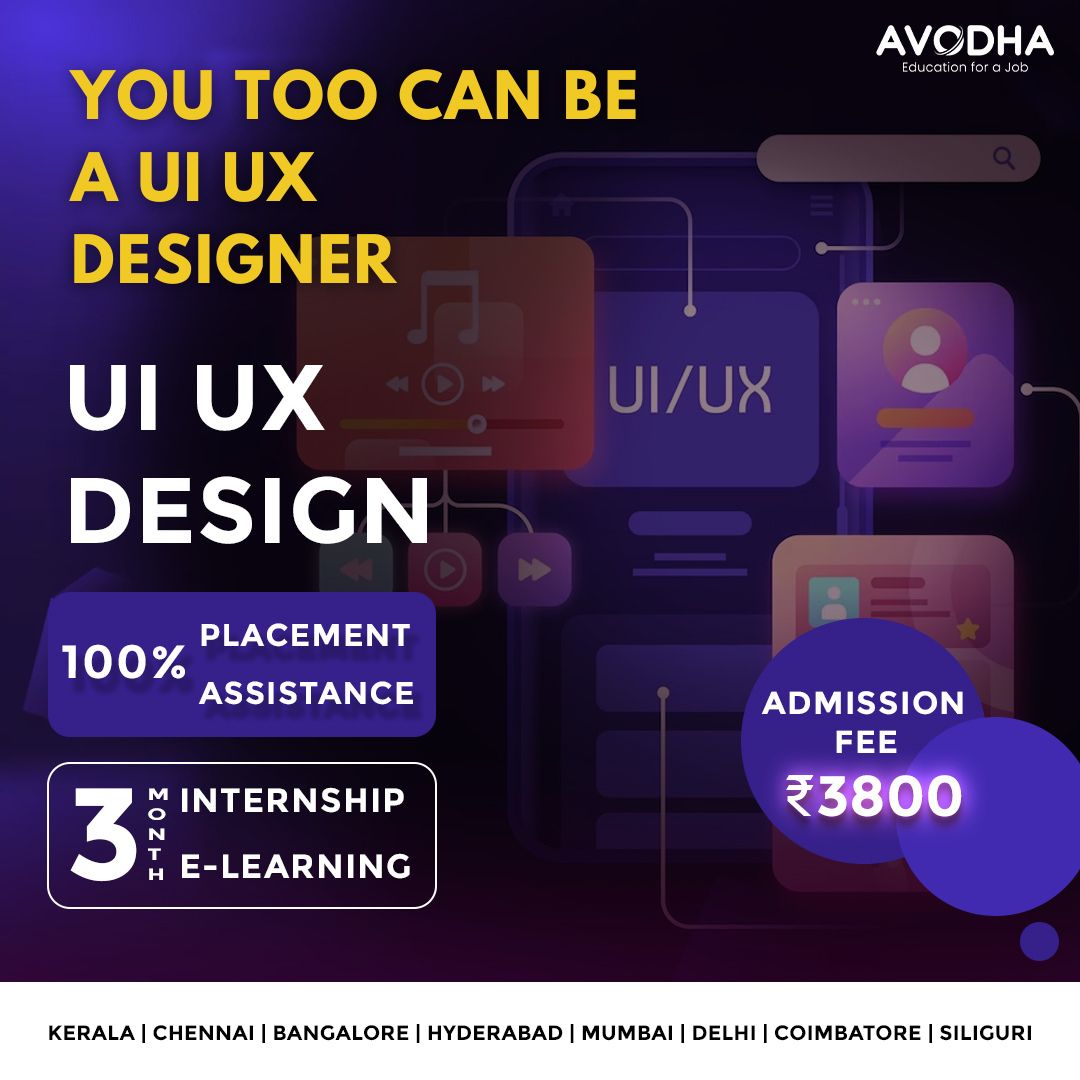 AVODHA
Education for a Job
YOU TOO CAN BE
A UI UX
DESIGNER
UI/UX
UI UX
DESIGN
100% PLACEMENT
ASSISTANCE
3 MONTH INTERNSHIP
E-LEARNING
ADMISSION
FEE
₹3800
KERALA | CHENNAI | BANGALORE | HYDERABAD | MUMBAI | DELHI | COIMBATORE | SILIGURI